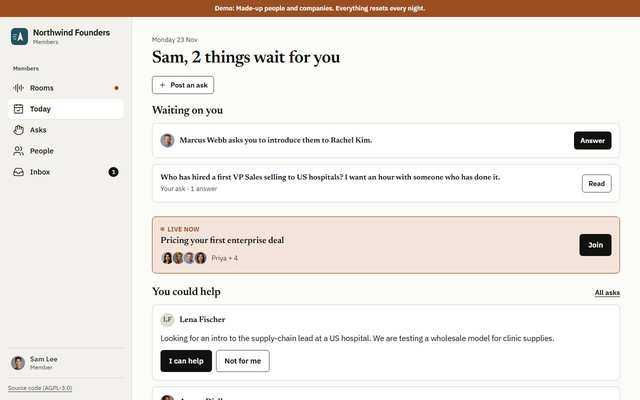 Demo: Made-up people and companies. Everything resets every night.
Northwind Founders
Members
Members
Rooms
Today
Asks
People
Inbox 1
Sam Lee
Member
Source code (AGPL-3.0)
Monday 23 Nov
Sam, 2 things wait for you
+ Post an ask
Waiting on you
Marcus Webb asks you to introduce them to Rachel Kim.
Answer
Who has hired a first VP Sales selling to US hospitals? I want an hour with someone who has done it.
Your ask · 1 answer
Read
LIVE NOW
Pricing your first enterprise deal
Priya + 4
Join
You could help
All asks
LF Lena Fischer
Looking for an intro to the supply-chain lead at a US hospital. We are testing a wholesale model for clinic supplies.
I can help
Not for me